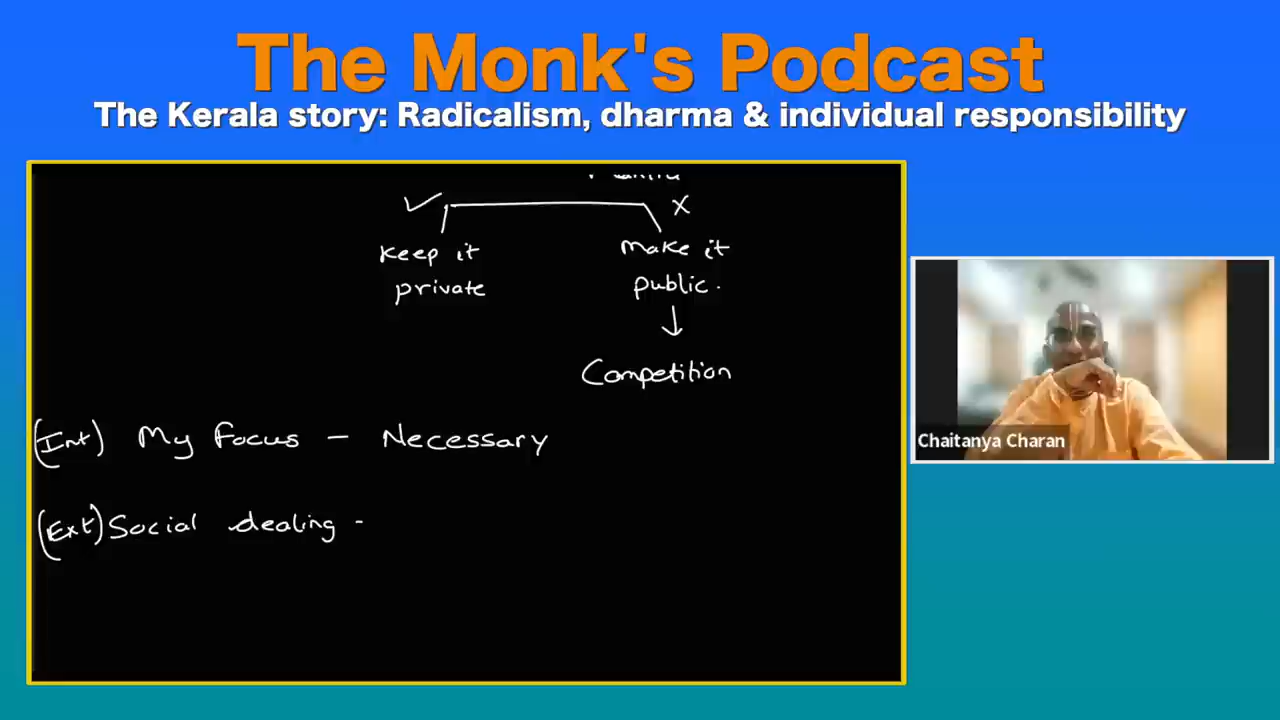 The Monk's Podcast
The Kerala story: Radicalism, dharma & individual responsibility
✓ x
Keep it Make it
private public.
↓
Competition
(Int) My focus - Necessary
(Ext) Social dealing -
Chaitanya Charan